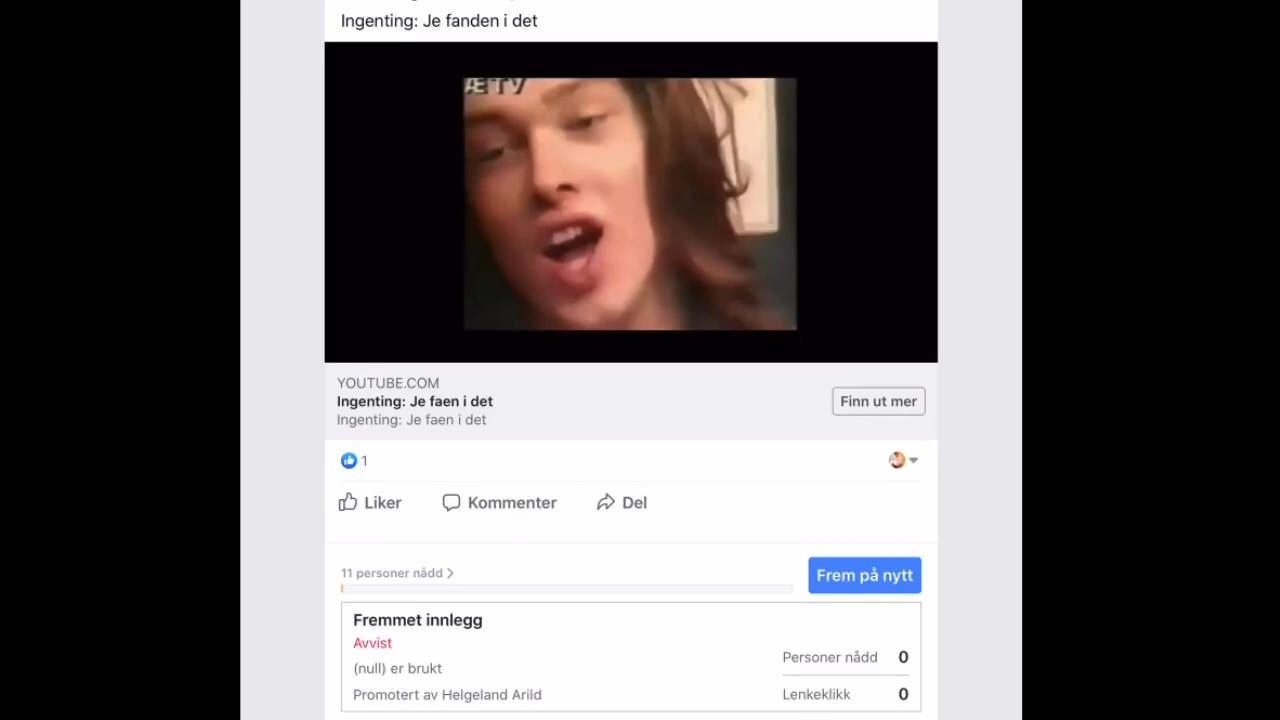 Ingenting: Je fanden i det
ÆTV
YOUTUBE.COM
Ingenting: Je faen i det
Ingenting: Je faen i det
Finn ut mer
1
Liker
Kommenter
Del
11 personer nådd
Frem på nytt
Fremmet innlegg
Avvist
(null) er brukt
Promotert av Helgeland Arild
Personer nådd 0
Lenkeklikk 0